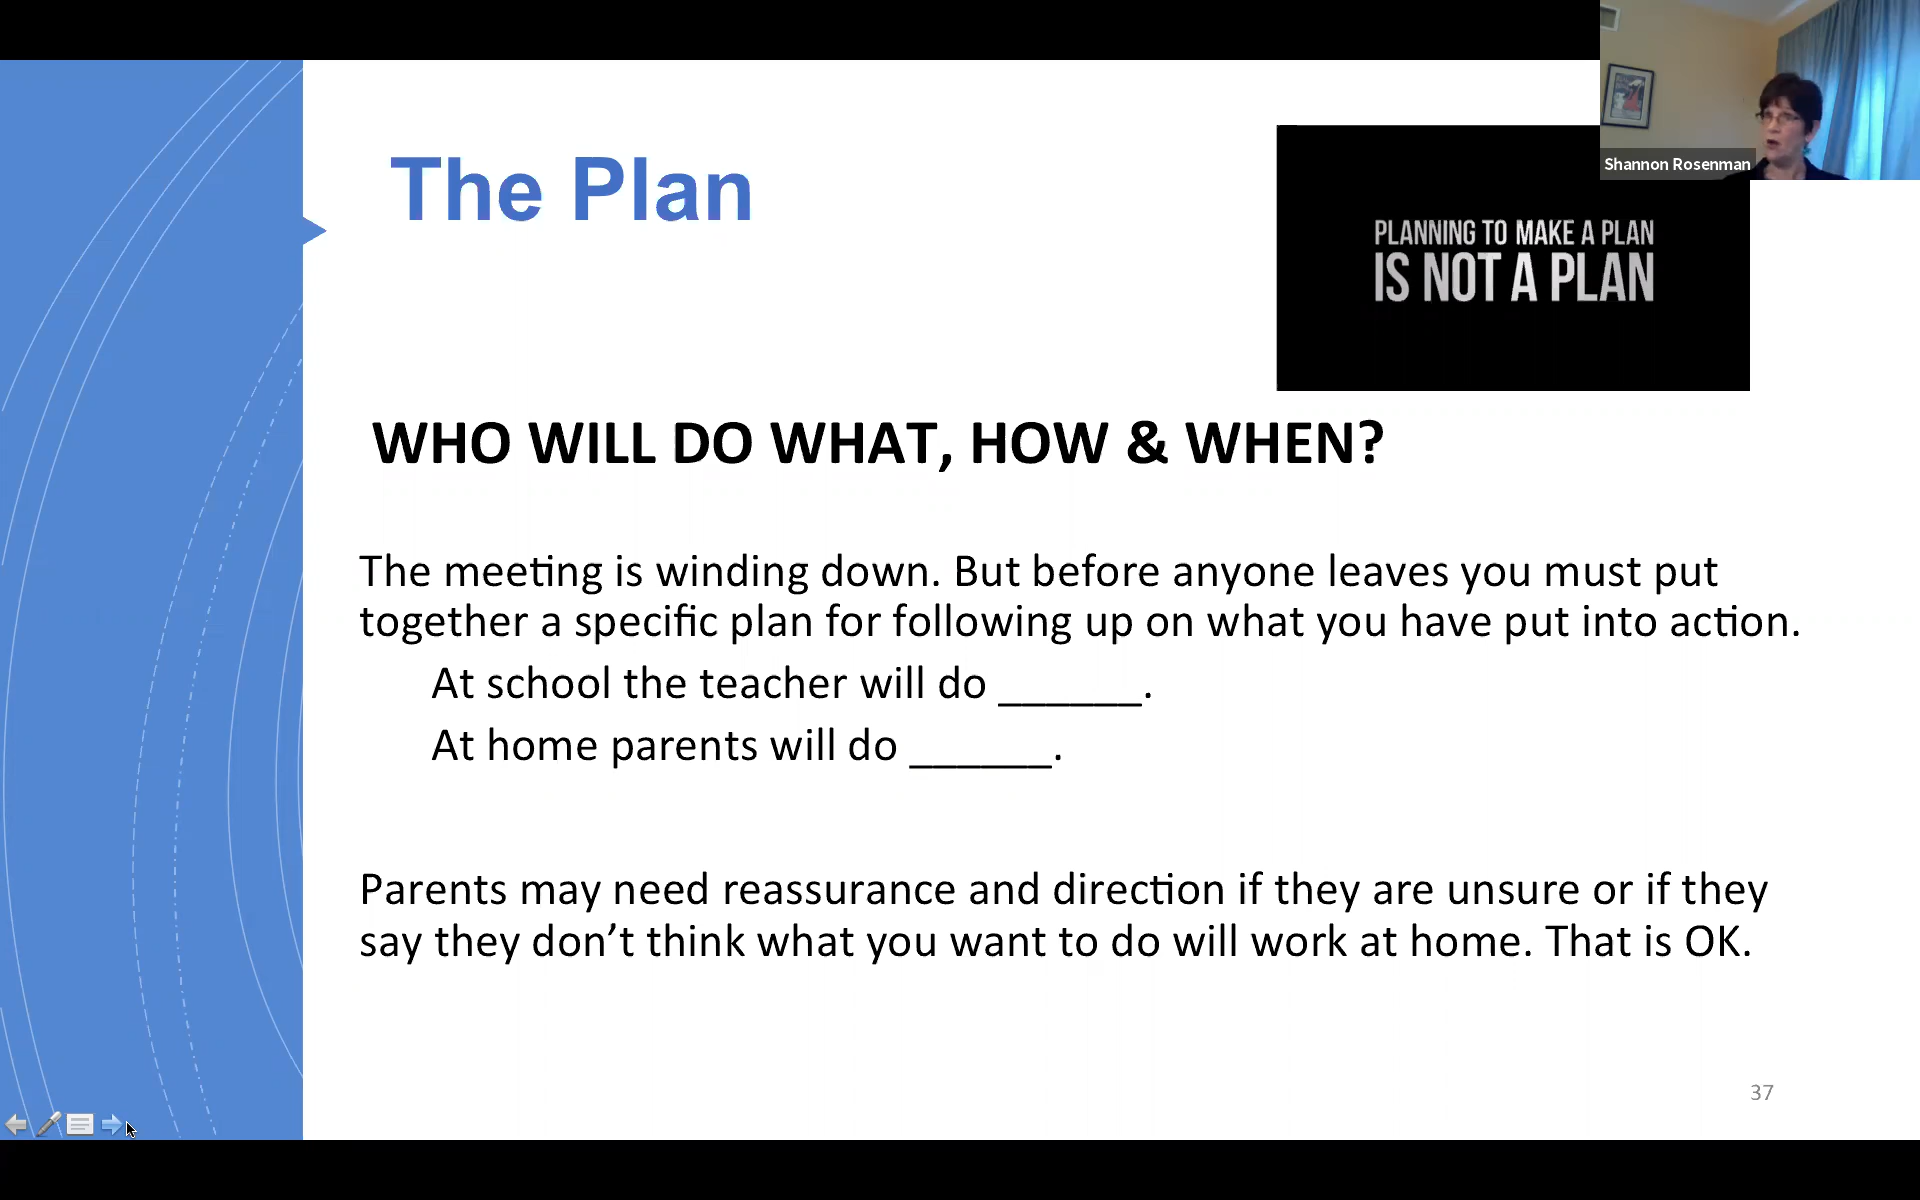 Shannon Rosenman
The Plan
PLANNING TO MAKE A PLAN
IS NOT A PLAN
WHO WILL DO WHAT, HOW & WHEN?
The meeting is winding down. But before anyone leaves you must put
together a specific plan for following up on what you have put into action.
At school the teacher will do ______.
At home parents will do ______.
Parents may need reassurance and direction if they are unsure or if they
say they don’t think what you want to do will work at home. That is OK.
37